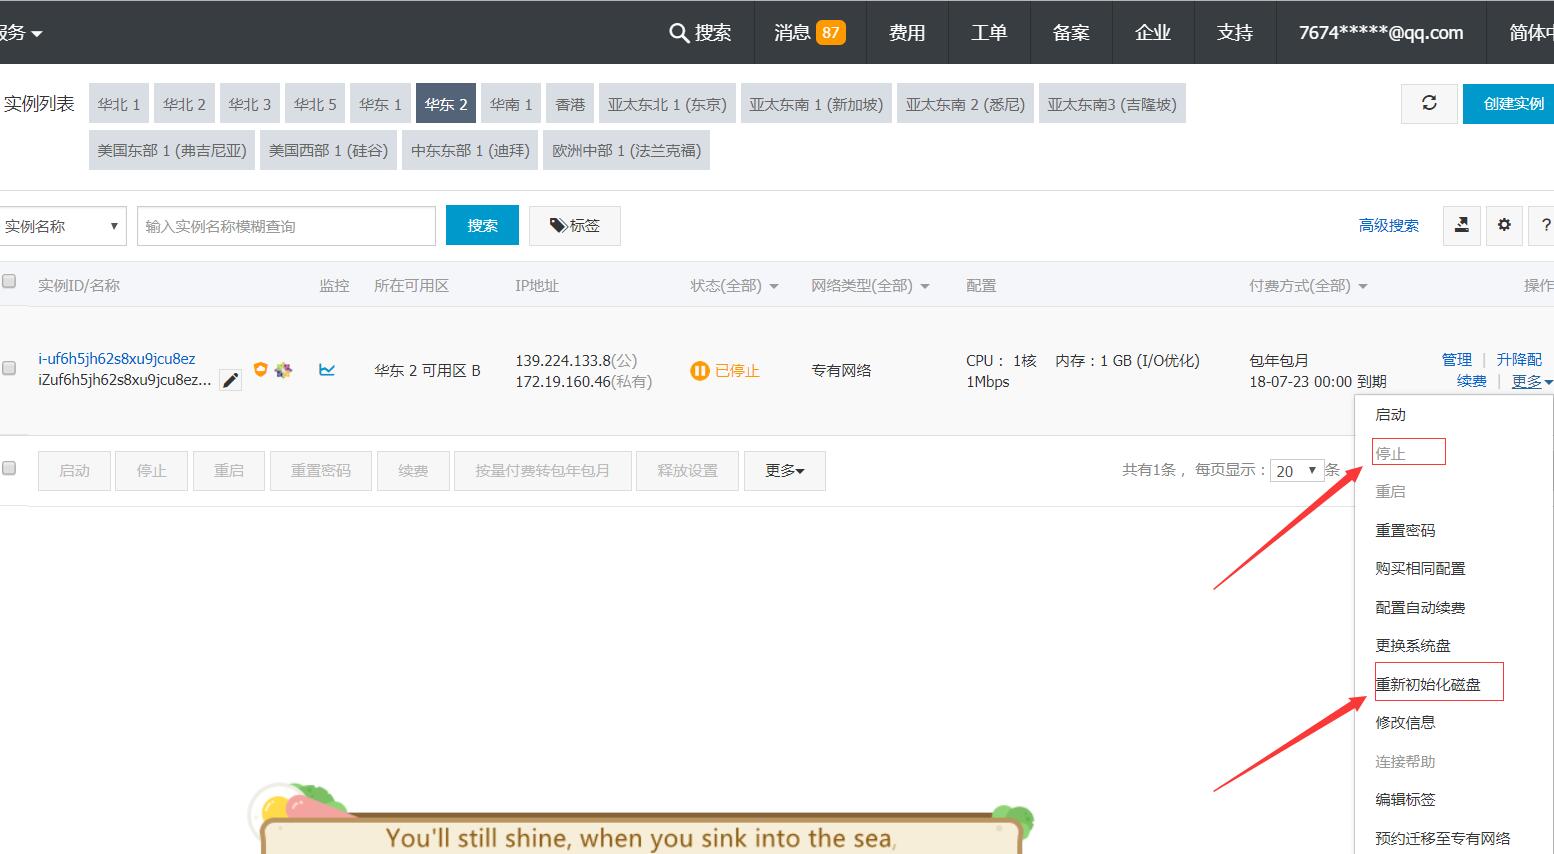 服务 搜索 消息 87 费用 工单 备案 企业 支持 7674*****@qq.com 简体中
实例列表 华北 1 华北 2 华北 3 华北 5 华东 1 华东 2 华南 1 香港 亚太东北 1 (东京) 亚太东南 1 (新加坡) 亚太东南 2 (悉尼) 亚太东南3 (吉隆坡) 创建实例
美国东部 1 (弗吉尼亚) 美国西部 1 (硅谷) 中东东部 1 (迪拜) 欧洲中部 1 (法兰克福)
实例名称 输入实例名称模糊查询 搜索 标签 高级搜索 ?
实例ID/名称 监控 所在可用区 IP地址 状态(全部) 网络类型(全部) 配置 付费方式(全部) 操作
i-uf6h5jh62s8xu9jcu8ez 139.224.133.8(公) CPU： 1核 内存：1 GB (I/O优化) 包年包月 管理 | 升降配
华东 2 可用区 B 已停止 专有网络
iZuf6h5jh62s8xu9jcu8ez... 172.19.160.46(私有) 1Mbps 18-07-23 00:00 到期 续费 | 更多
启动 停止 重启 重置密码 续费 按量付费转包年包月 释放设置 更多 共有1条， 每页显示： 20 条
启动
停止
重启
重置密码
购买相同配置
配置自动续费
更换系统盘
重新初始化磁盘
修改信息
连接帮助
编辑标签
预约迁移至专有网络
You'll still shine, when you sink into the sea,